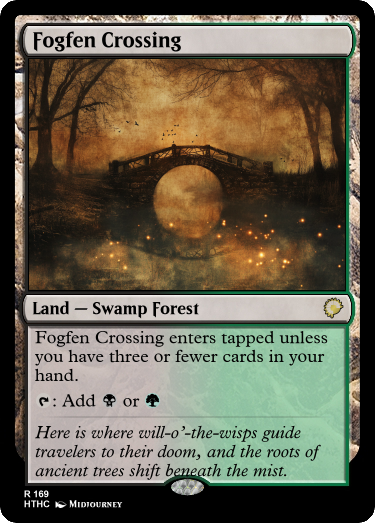 Fogfen Crossing
Land — Swamp Forest
Fogfen Crossing enters tapped unless
you have three or fewer cards in your
hand.
: Add or
Here is where will-o'-the-wisps guide
travelers to their doom, and the roots of
ancient trees shift beneath the mist.
R 169
HTHC Midjourney